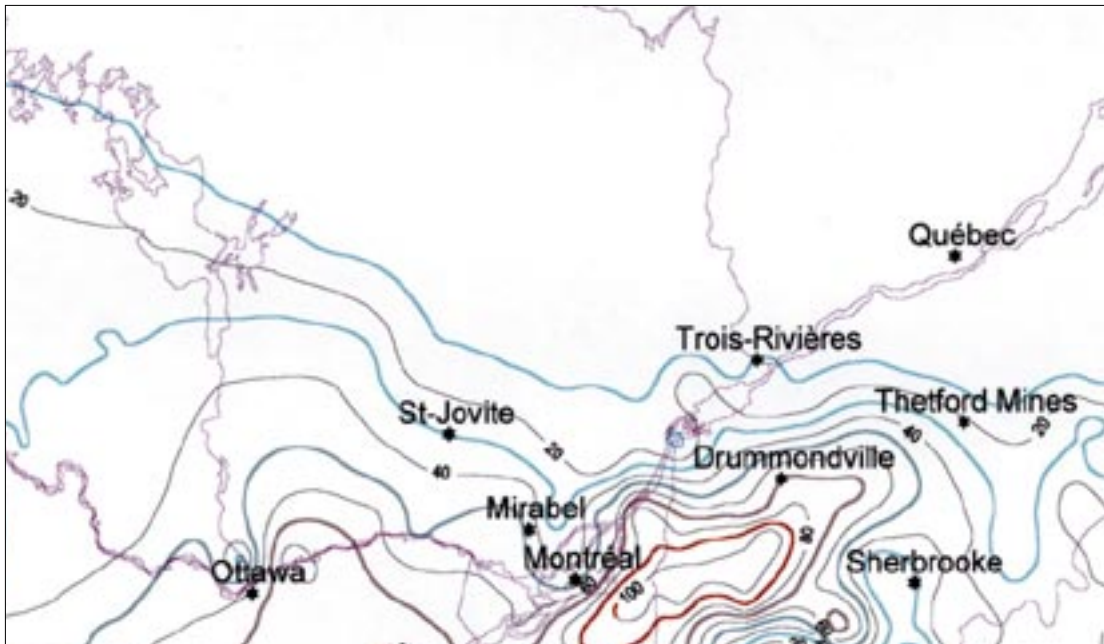 20
Québec
Trois-Rivières
St-Jovite
Thetford Mines
20
40
20
40
Drummondville
Mirabel
80
Montréal
Sherbrooke
Ottawa
100